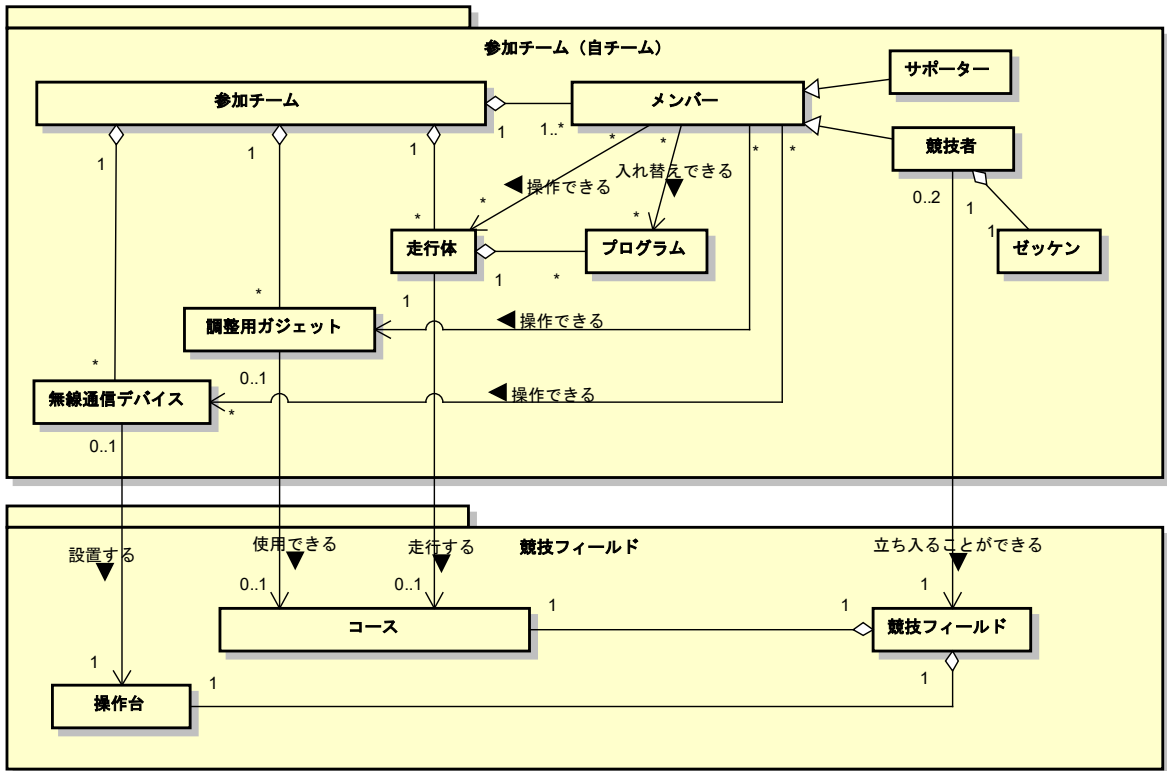 参加チーム（自チーム）
サポーター
参加チーム
メンバー
1
1..*
競技者
1
1
1
*
*
*
*
入れ替えできる
操作できる
0..2
1
*
*
*
1
走行体
プログラム
ゼッケン
1
*
*
1
調整用ガジェット
操作できる
*
0..1
無線通信デバイス
操作できる
*
0..1
設置する
使用できる
走行する
競技フィールド
立ち入ることができる
0..1
0..1
1
1
1
コース
競技フィールド
1
1
1
操作台